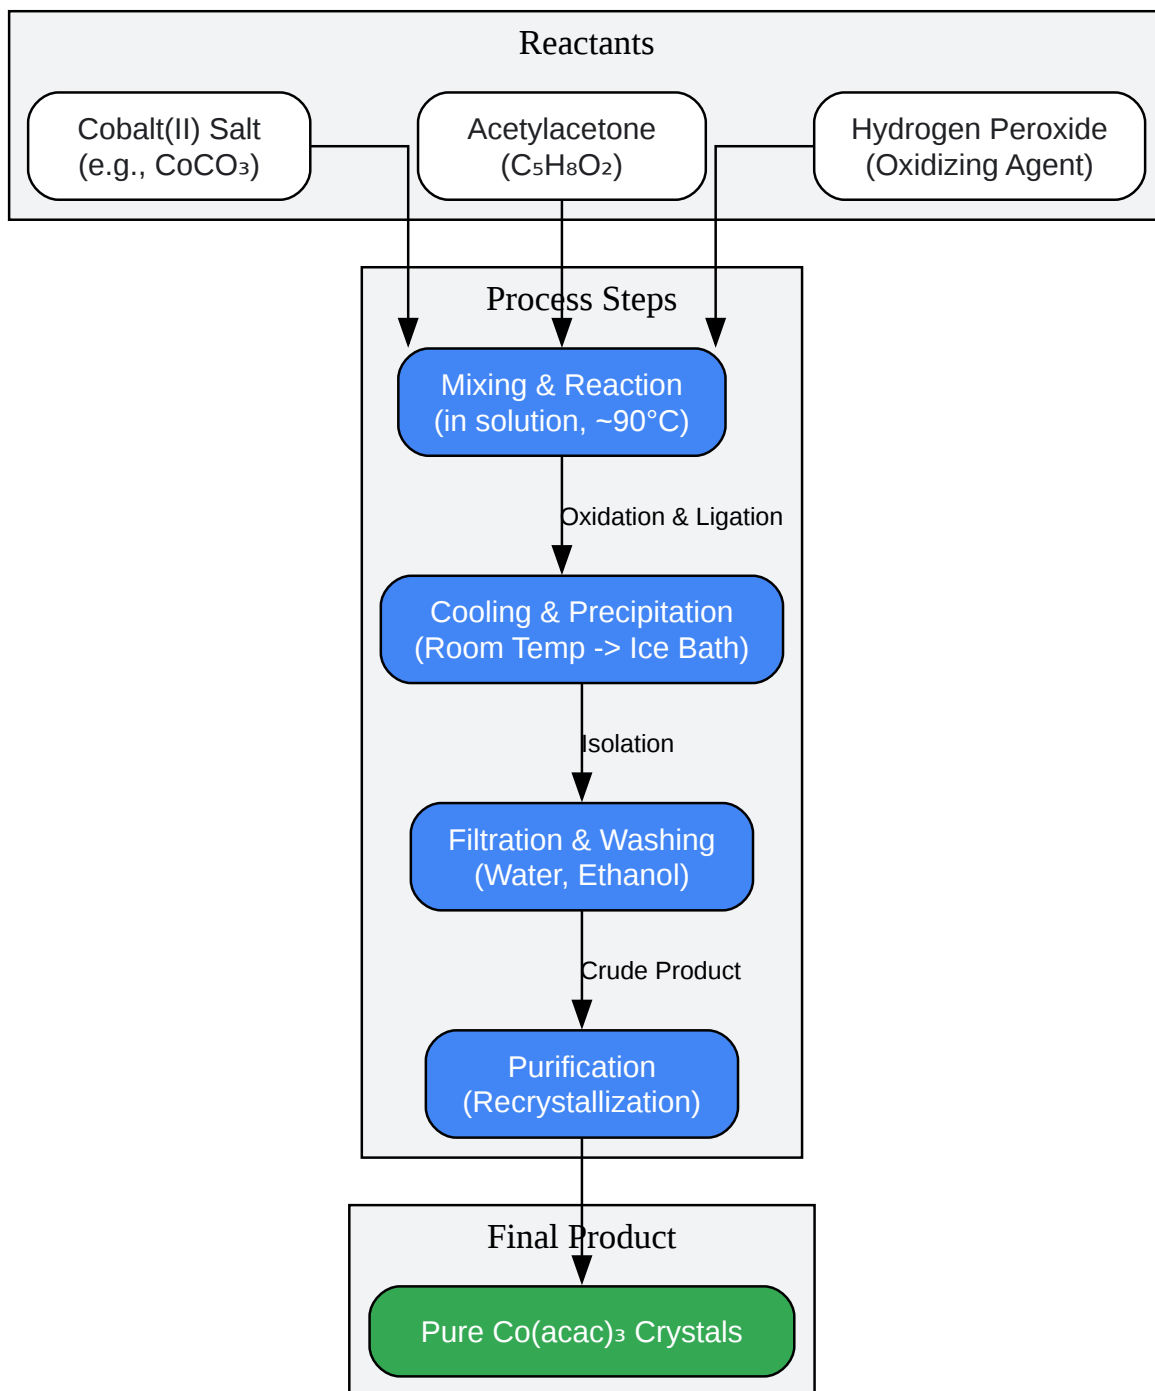 Reactants
Cobalt(II) Salt
(e.g., CoCO₃)
Acetylacetone
(C₅H₈O₂)
Hydrogen Peroxide
(Oxidizing Agent)
Process Steps
Mixing & Reaction
(in solution, ~90°C)
Oxidation & Ligation
Cooling & Precipitation
(Room Temp -> Ice Bath)
Isolation
Filtration & Washing
(Water, Ethanol)
Crude Product
Purification
(Recrystallization)
Final Product
Pure Co(acac)₃ Crystals